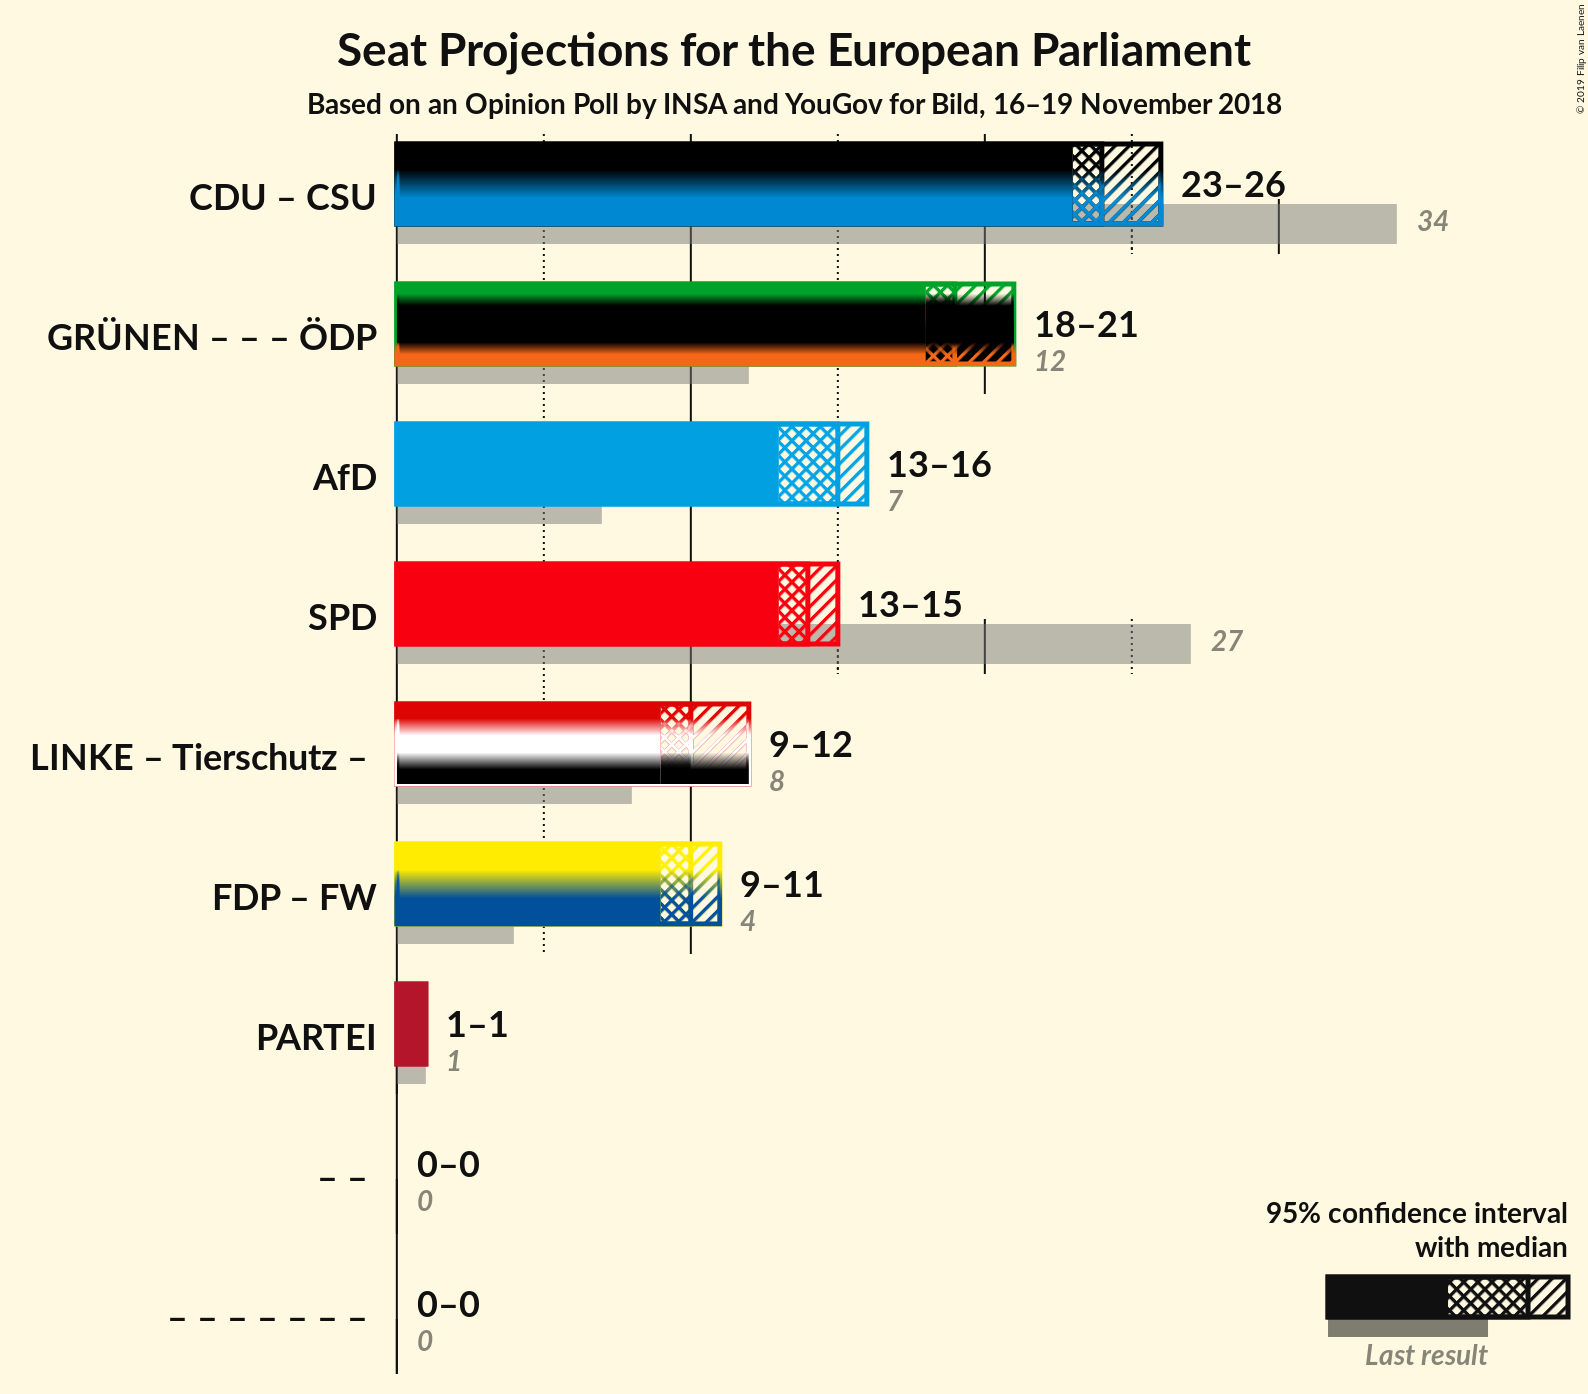 Seat Projections for the European Parliament
Based on an Opinion Poll by INSA and YouGov for Bild, 16–19 November 2018
© 2019 Filip van Laenen
CDU – CSU
23–26
34
GRÜNEN – – – ÖDP
18–21
12
AfD
13–16
7
SPD
13–15
27
LINKE – Tierschutz –
9–12
8
FDP – FW
9–11
4
PARTEI
1–1
1
– –
0–0
0
– – – – – – –
0–0
0
95% confidence interval
with median
Last result